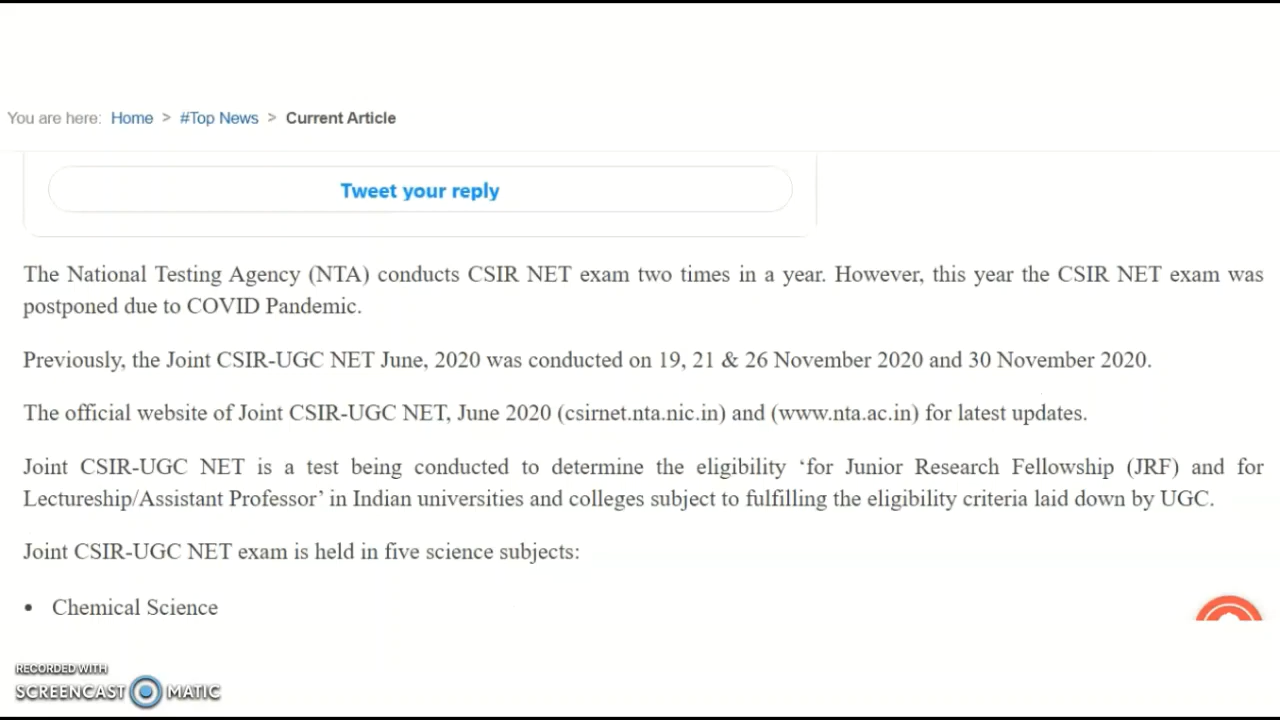 You are here: Home > #Top News > Current Article
Tweet your reply
The National Testing Agency (NTA) conducts CSIR NET exam two times in a year. However, this year the CSIR NET exam was
postponed due to COVID Pandemic.
Previously, the Joint CSIR-UGC NET June, 2020 was conducted on 19, 21 & 26 November 2020 and 30 November 2020.
The official website of Joint CSIR-UGC NET, June 2020 (csirnet.nta.nic.in) and (www.nta.ac.in) for latest updates.
Joint CSIR-UGC NET is a test being conducted to determine the eligibility ‘for Junior Research Fellowship (JRF) and for
Lectureship/Assistant Professor’ in Indian universities and colleges subject to fulfilling the eligibility criteria laid down by UGC.
Joint CSIR-UGC NET exam is held in five science subjects:
• Chemical Science
RECORDED WITH
SCREENCAST MATIC